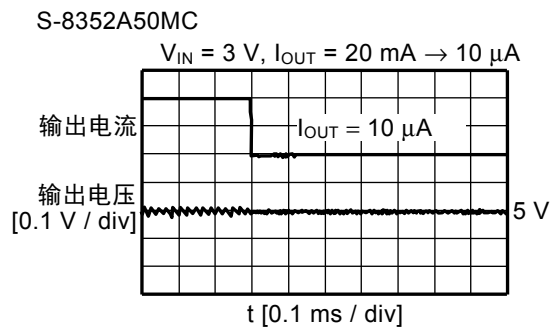 S-8352A50MC
V_IN = 3 V, I_OUT = 20 mA → 10 μA
输出电流
I_OUT = 10 μA
输出电压
[0.1 V / div]
5 V
t [0.1 ms / div]